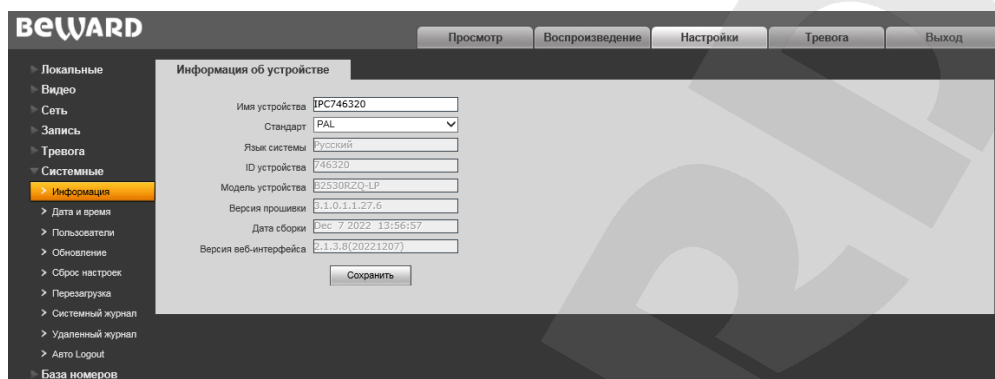 BEWARD
Просмотр
Воспроизведение
Настройки
Тревога
Выход
Локальные
Видео
Сеть
Запись
Тревога
Системные
Информация
Дата и время
Пользователи
Обновление
Сброс настроек
Перезагрузка
Системный журнал
Удаленный журнал
Авто Logout
База номеров
Информация об устройстве
Имя устройства IPC746320
Стандарт PAL
Язык системы Русский
ID устройства 746320
Модель устройства B2530RZQ-LP
Версия прошивки 3.1.0.1.1.27.6
Дата сборки Dec 7 2022 13:56:57
Версия веб-интерфейса 2.1.3.8(20221207)
Сохранить